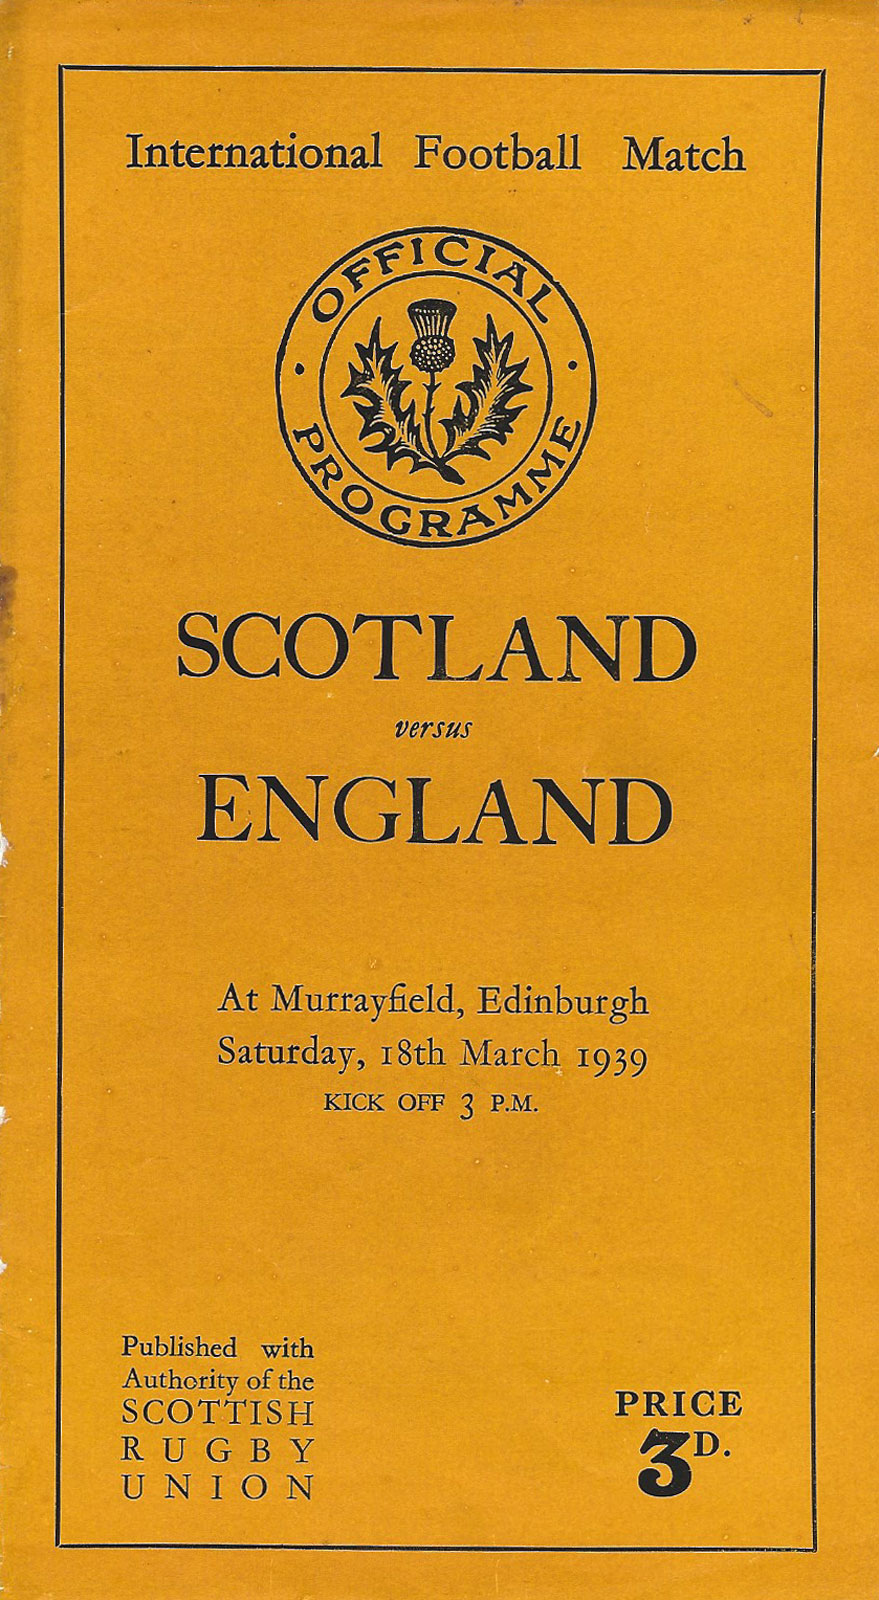 International Football Match
OFFICIAL
PROGRAMME
SCOTLAND
versus
ENGLAND
At Murrayfield, Edinburgh
Saturday, 18th March 1939
KICK OFF 3 P.M.
Published with
Authority of the
SCOTTISH
RUGBY
UNION
PRICE
3D.